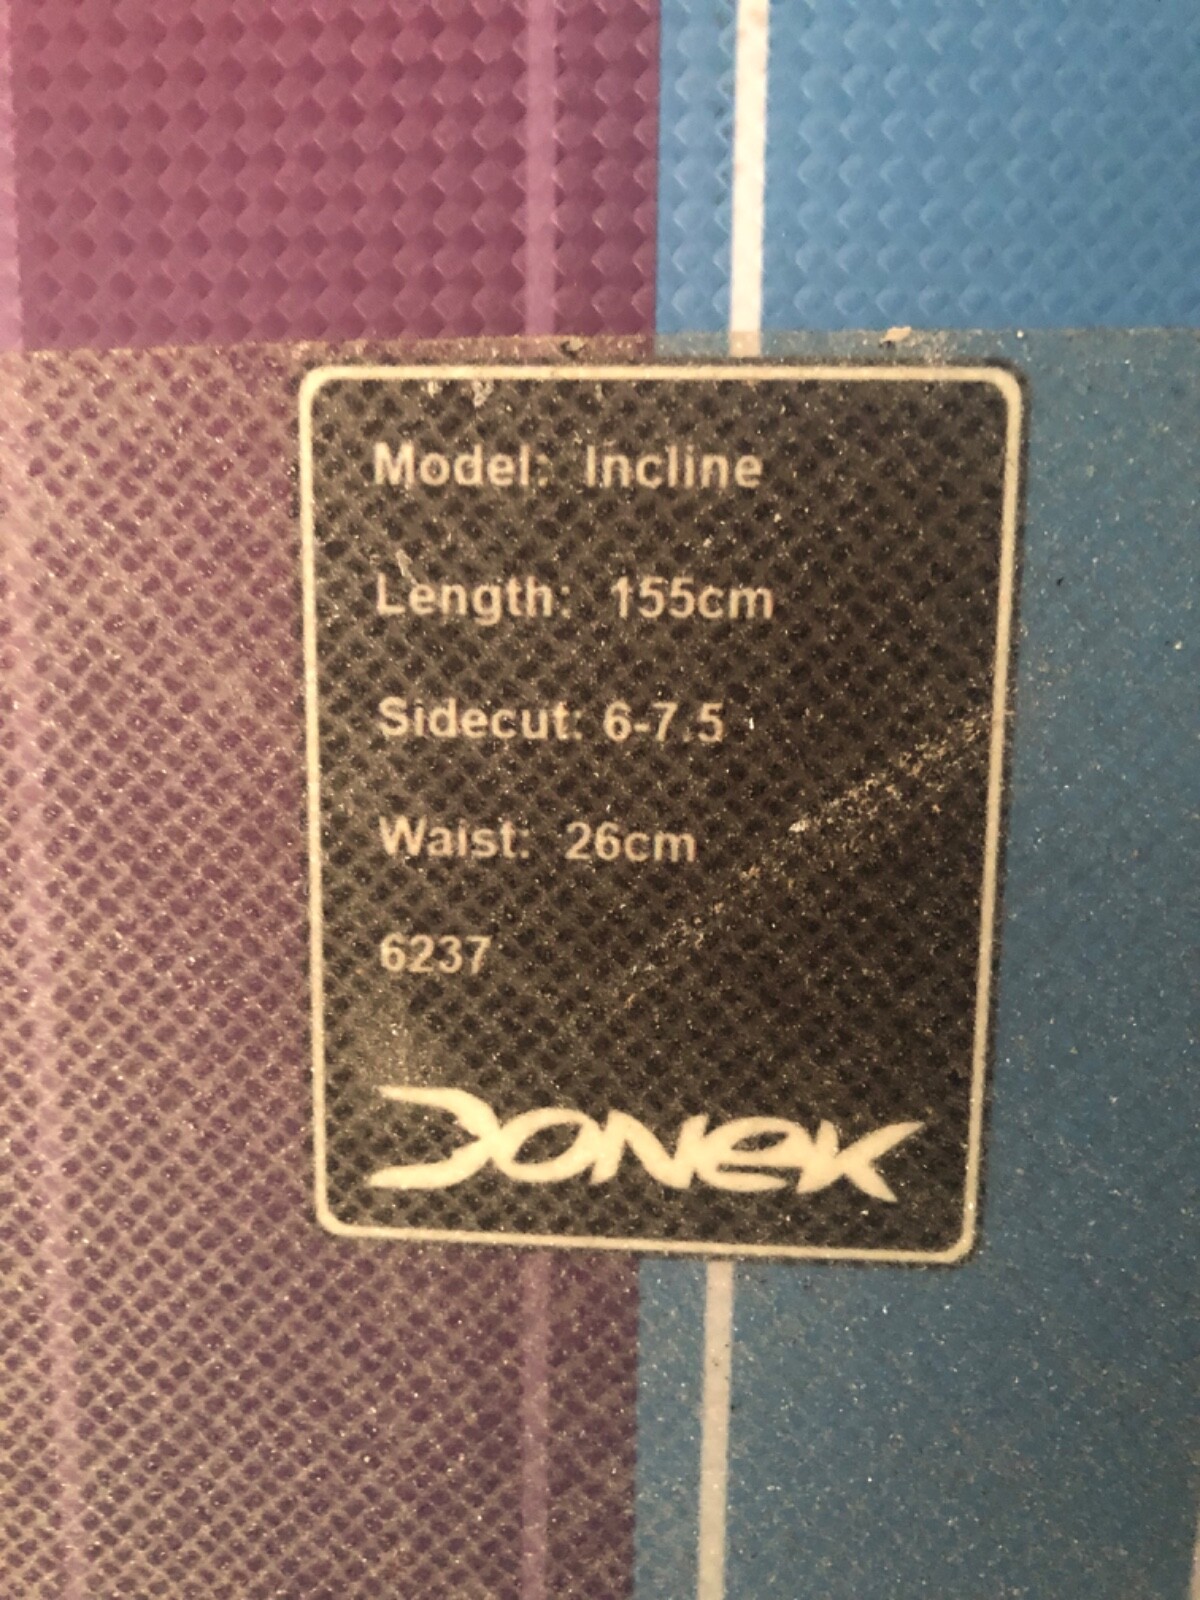 Model: Incline
Length: 155cm
Sidecut: 6-7.5
Waist: 26cm
6237
Donek